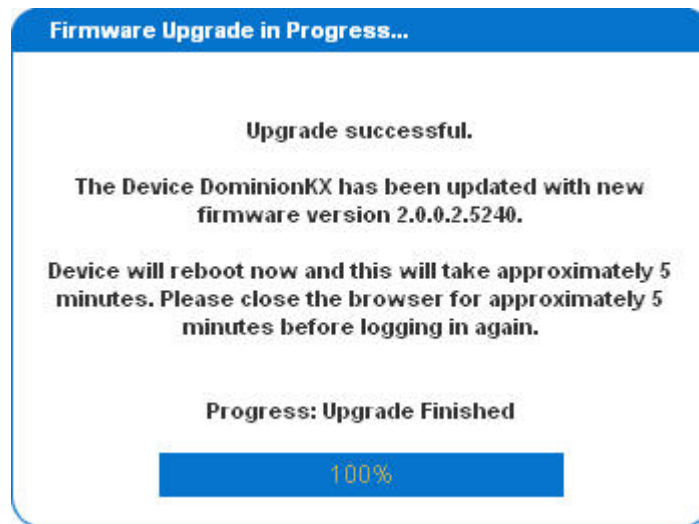 Firmware Upgrade in Progress...
Upgrade successful.
The Device DominionKX has been updated with new
firmware version 2.0.0.2.5240.
Device will reboot now and this will take approximately 5
minutes. Please close the browser for approximately 5
minutes before logging in again.
Progress: Upgrade Finished
100%